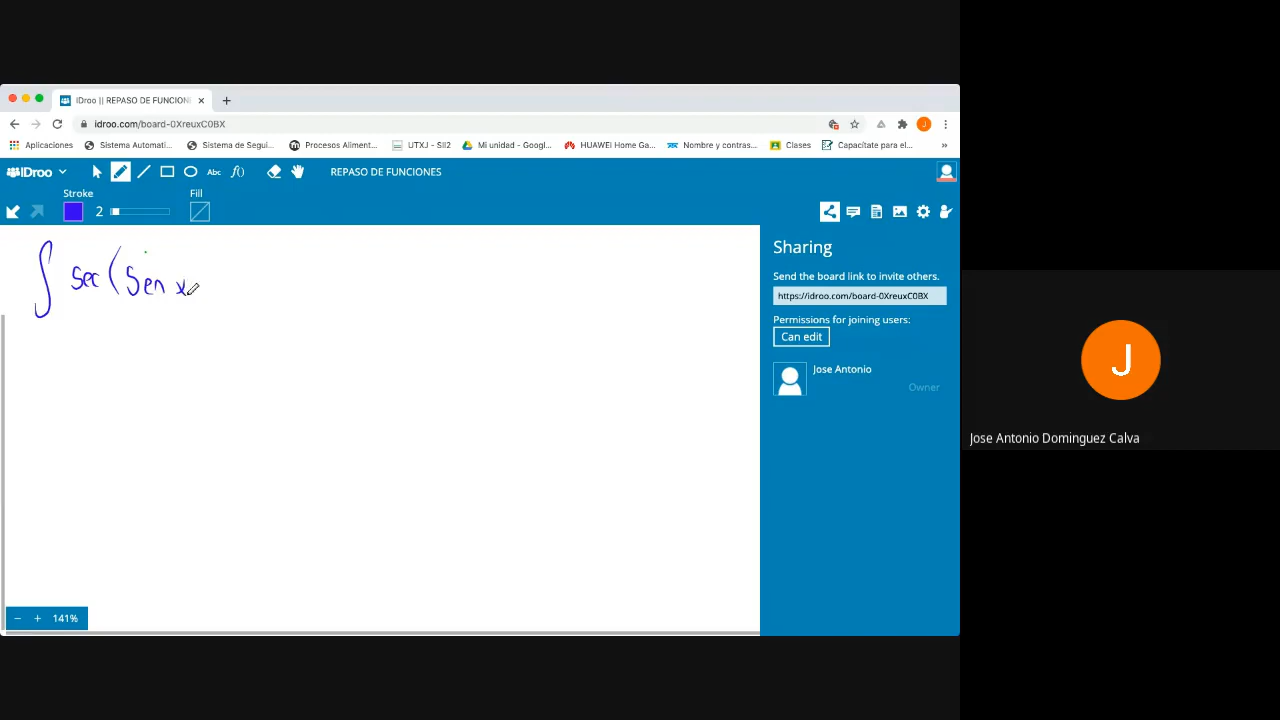 IDroo || REPASO DE FUNCION
idroo.com/board-0XreuxC0BX
Aplicaciones
Sistema Automati...
Sistema de Segui...
Procesos Aliment...
UTXJ - SII2
Mi unidad - Googl...
HUAWEI Home Ga...
Nombre y contras...
Clases
Capacítate para el...
»
IDroo
Abc
f()
REPASO DE FUNCIONES
Stroke
Fill
2
∫ sec (sen x
Sharing
Send the board link to invite others.
https://idroo.com/board-0XreuxC0BX
Permissions for joining users:
Can edit
Jose Antonio
Owner
J
J
Jose Antonio Dominguez Calva
− + 141%